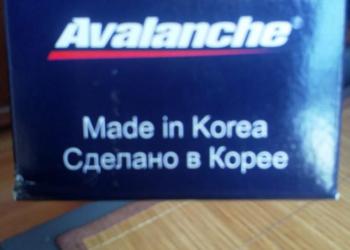 Avalanche®
Made in Korea
Сделано в Корее